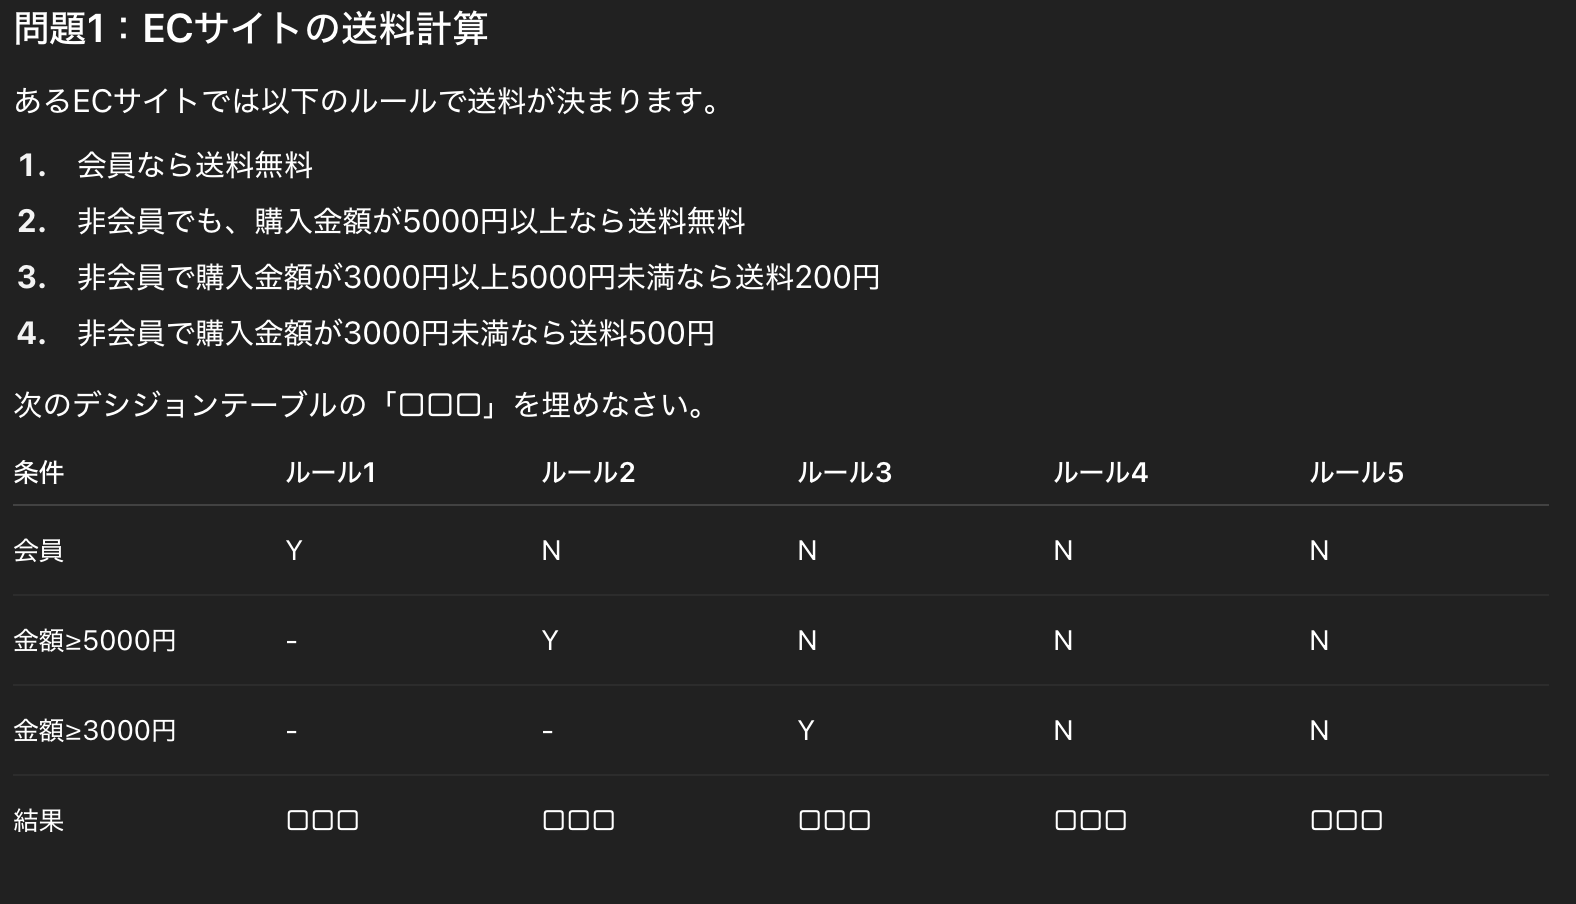 問題1：ECサイトの送料計算
あるECサイトでは以下のルールで送料が決まります。
1. 会員なら送料無料
2. 非会員でも、購入金額が5000円以上なら送料無料
3. 非会員で購入金額が3000円以上5000円未満なら送料200円
4. 非会員で購入金額が3000円未満なら送料500円
次のデシジョンテーブルの「▢▢▢」を埋めなさい。
条件 ルール1 ルール2 ルール3 ルール4 ルール5
会員 Y N N N N
金額≥5000円 - Y N N N
金額≥3000円 - - Y N N
結果 ▢▢▢ ▢▢▢ ▢▢▢ ▢▢▢ ▢▢▢